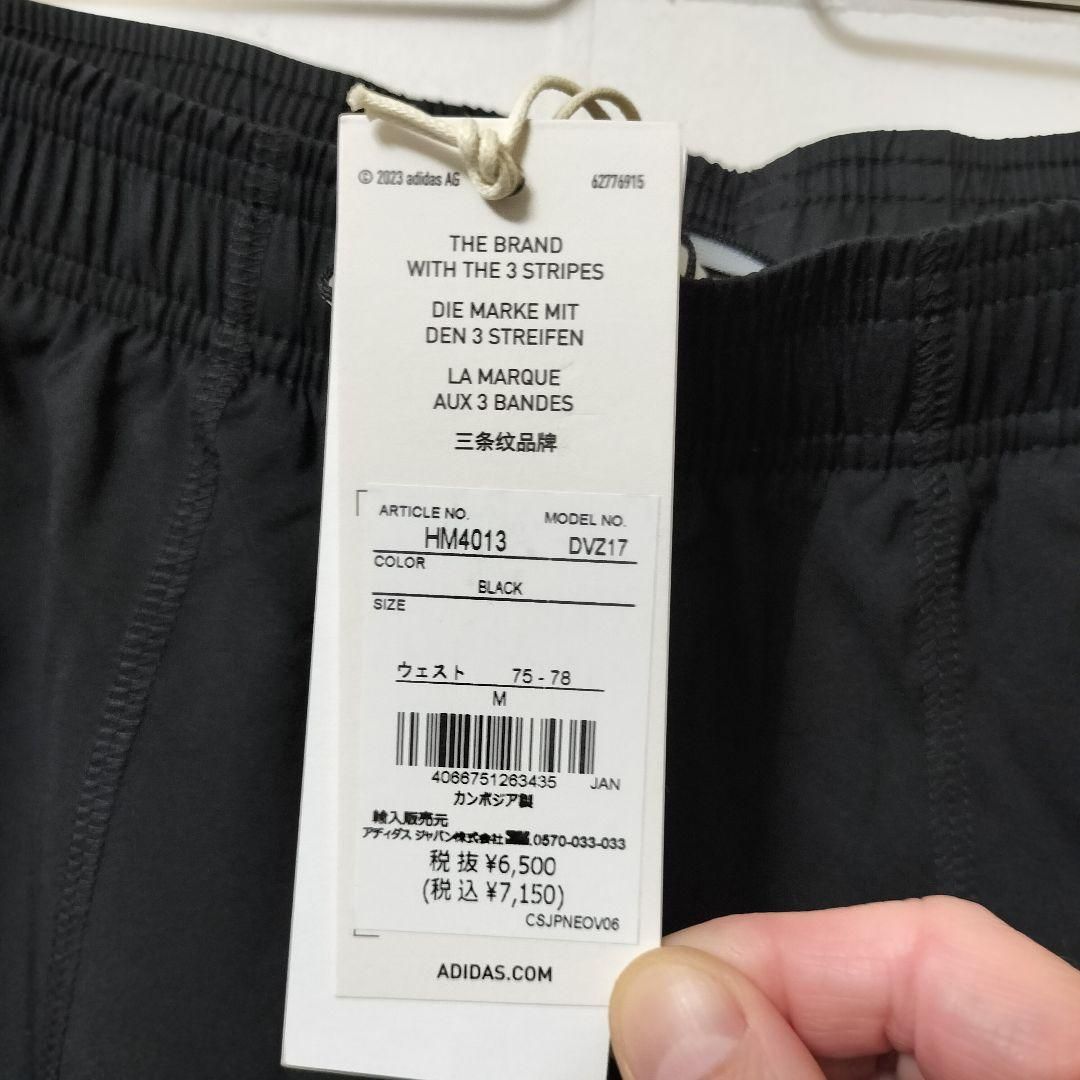 © 2023 adidas AG 62776915
THE BRAND
WITH THE 3 STRIPES
DIE MARKE MIT
DEN 3 STREIFEN
LA MARQUE
AUX 3 BANDES
三条纹品牌
ARTICLE NO. MODEL NO.
HM4013 DVZ17
COLOR
BLACK
SIZE
ウェスト 75 - 78
M
4066751263435 JAN
カンボジア製
輸入販売元
アディダス ジャパン株式会社 0570-033-033
税抜 ¥6,500
(税込 ¥7,150)
CSJPNEOV06
ADIDAS.COM